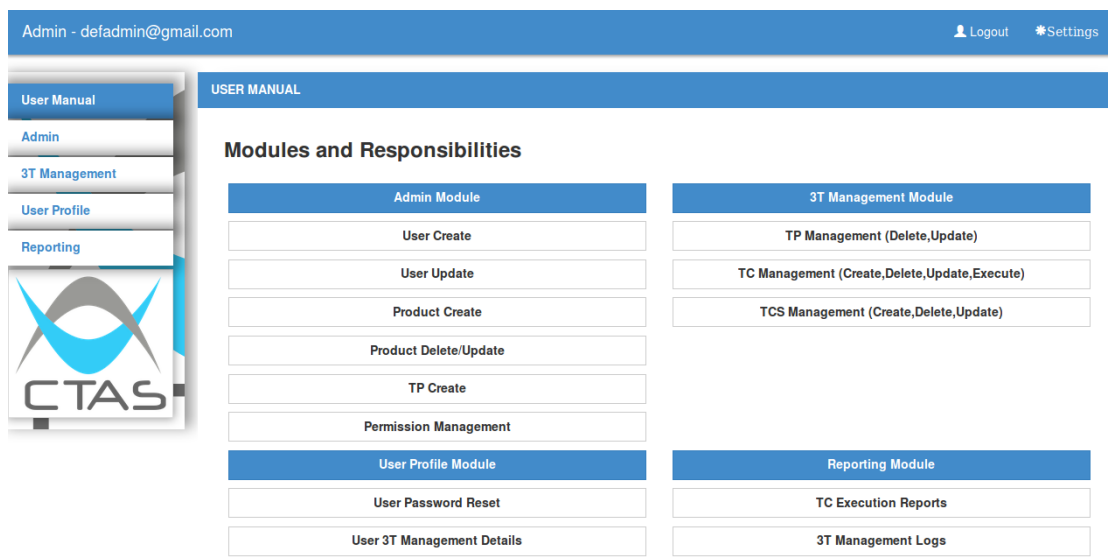 Admin - defadmin@gmail.com
Logout
Settings
User Manual
Admin
3T Management
User Profile
Reporting
CTAS
USER MANUAL
Modules and Responsibilities
Admin Module
User Create
User Update
Product Create
Product Delete/Update
TP Create
Permission Management
3T Management Module
TP Management (Delete,Update)
TC Management (Create,Delete,Update,Execute)
TCS Management (Create,Delete,Update)
User Profile Module
User Password Reset
User 3T Management Details
Reporting Module
TC Execution Reports
3T Management Logs